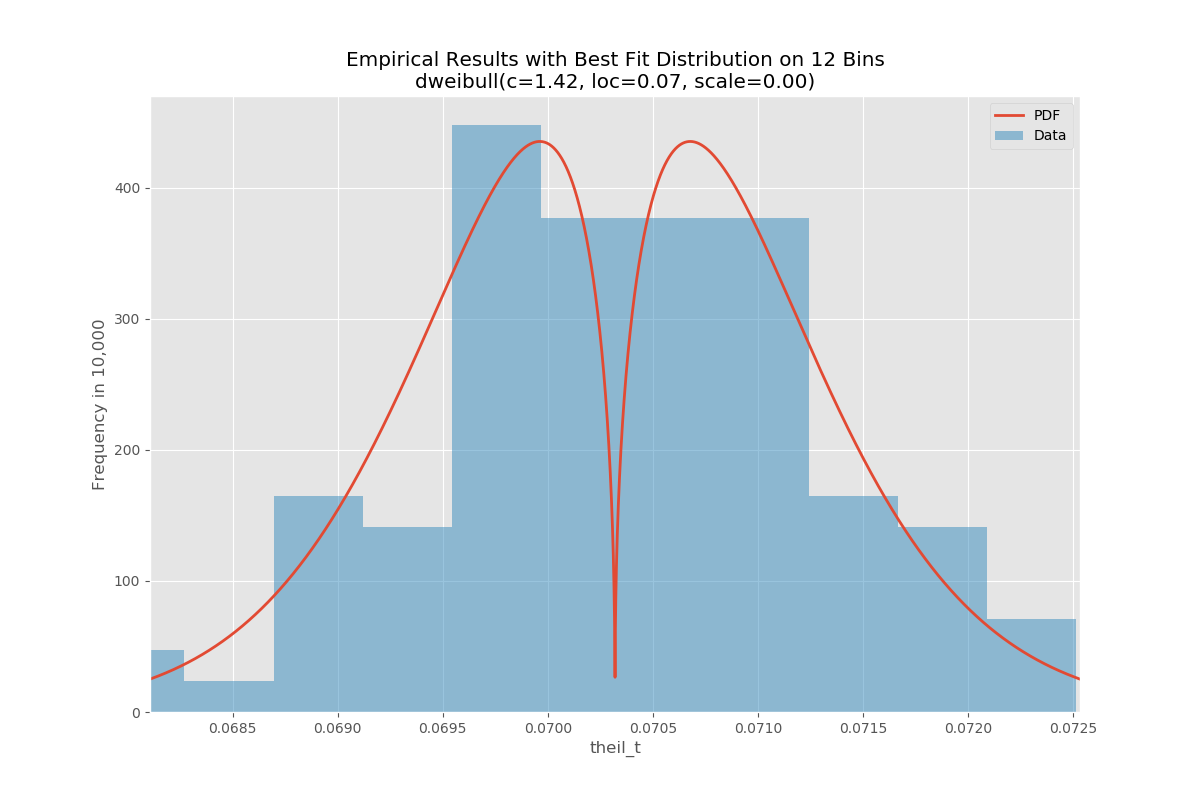 Empirical Results with Best Fit Distribution on 12 Bins
dweibull(c=1.42, loc=0.07, scale=0.00)
PDF
Data
Frequency in 10,000
400
300
200
100
0
0.0685 0.0690 0.0695 0.0700 0.0705 0.0710 0.0715 0.0720 0.0725
theil_t